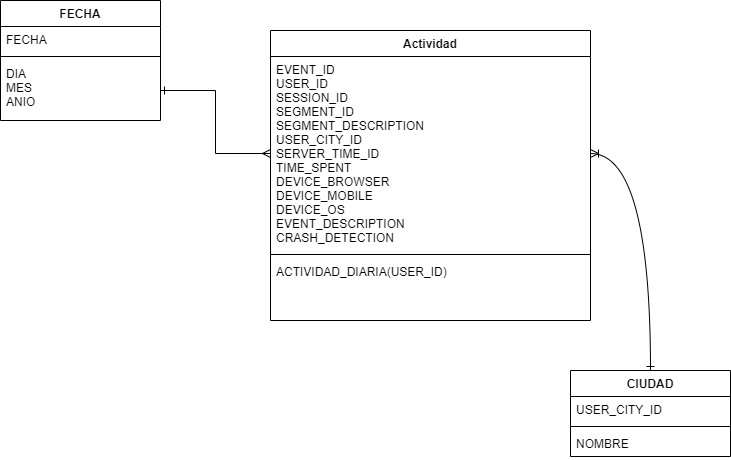 FECHA
FECHA
DIA
MES
ANIO
Actividad
EVENT_ID
USER_ID
SESSION_ID
SEGMENT_ID
SEGMENT_DESCRIPTION
USER_CITY_ID
SERVER_TIME_ID
TIME_SPENT
DEVICE_BROWSER
DEVICE_MOBILE
DEVICE_OS
EVENT_DESCRIPTION
CRASH_DETECTION
ACTIVIDAD_DIARIA(USER_ID)
CIUDAD
USER_CITY_ID
NOMBRE